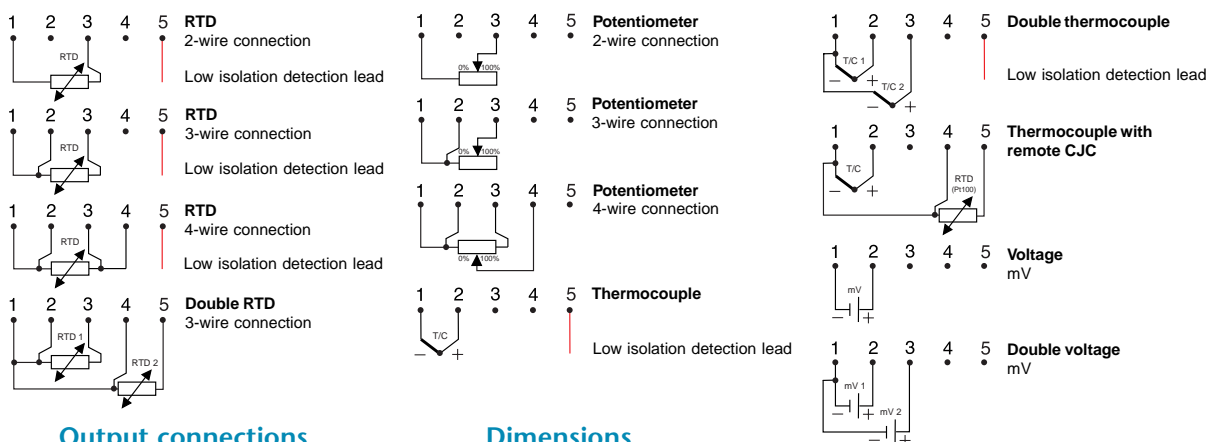 1 2 3 4 5 RTD
2-wire connection
RTD
Low isolation detection lead
1 2 3 4 5 RTD
3-wire connection
RTD
Low isolation detection lead
1 2 3 4 5 RTD
4-wire connection
RTD
Low isolation detection lead
1 2 3 4 5 Double RTD
3-wire connection
RTD 1
RTD 2
1 2 3 4 5 Potentiometer
2-wire connection
0% 100%
1 2 3 4 5 Potentiometer
3-wire connection
0% 100%
1 2 3 4 5 Potentiometer
4-wire connection
0% 100%
1 2 3 4 5 Thermocouple
T/C
− +
Low isolation detection lead
1 2 3 4 5 Double thermocouple
T/C 1
− +
T/C 2
− +
Low isolation detection lead
1 2 3 4 5 Thermocouple with
remote CJC
T/C
− +
RTD
(Pt100)
1 2 3 4 5 Voltage
mV
mV
− +
1 2 3 4 5 Double voltage
mV
mV 1
− +
mV 2
− +
Output connections
Dimensions